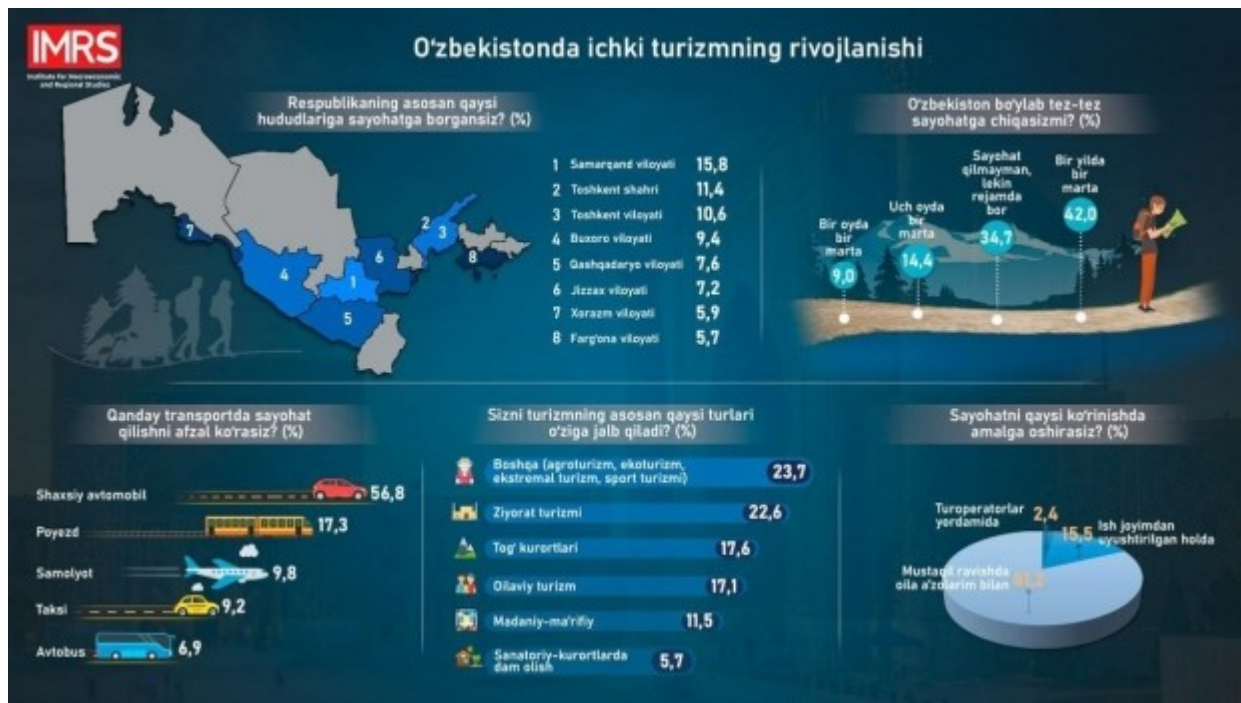 IMRS
Institute for Macroeconomic
and Regional Studies
O‘zbekistonda ichki turizmning rivojlanishi
Respublikaning asosan qaysi
hududlariga sayohatga borgansiz? (%)
1 Samarqand viloyati 15,8
2 Toshkent shahri 11,4
3 Toshkent viloyati 10,6
4 Buxoro viloyati 9,4
5 Qashqadaryo viloyati 7,6
6 Jizzax viloyati 7,2
7 Xorazm viloyati 5,9
8 Farg‘ona viloyati 5,7
7
4
1
5
6
2
3
8
O‘zbekiston bo‘ylab tez-tez
sayohatga chiqasizmi? (%)
Bir oyda
bir
marta
9,0
Uch oyda
bir
marta
14,4
Sayohat
qilmayman,
lekin
rejamda
bor
34,7
Bir yilda
bir
marta
42,0
Qanday transportda sayohat
qilishni afzal ko‘rasiz? (%)
Shaxsiy avtomobil 56,8
Poyezd 17,3
Samolyot 9,8
Taksi 9,2
Avtobus 6,9
Sizni turizmning asosan qaysi turlari
o‘ziga jalb qiladi? (%)
Boshqa (agroturizm, ekoturizm,
ekstremal turizm, sport turizmi) 23,7
Ziyorat turizmi 22,6
Tog‘ kurortlari 17,6
Oilaviy turizm 17,1
Madaniy-ma’rifiy 11,5
Sanatoriy-kurortlarda
dam olish 5,7
Sayohatni qaysi ko‘rinishda
amalga oshirasiz? (%)
Turoperatorlar
yordamida 2,4
15,5 Ish joyimdan
uyushtirilgan holda
Mustaqil ravishda
oila a’zolarim bilan